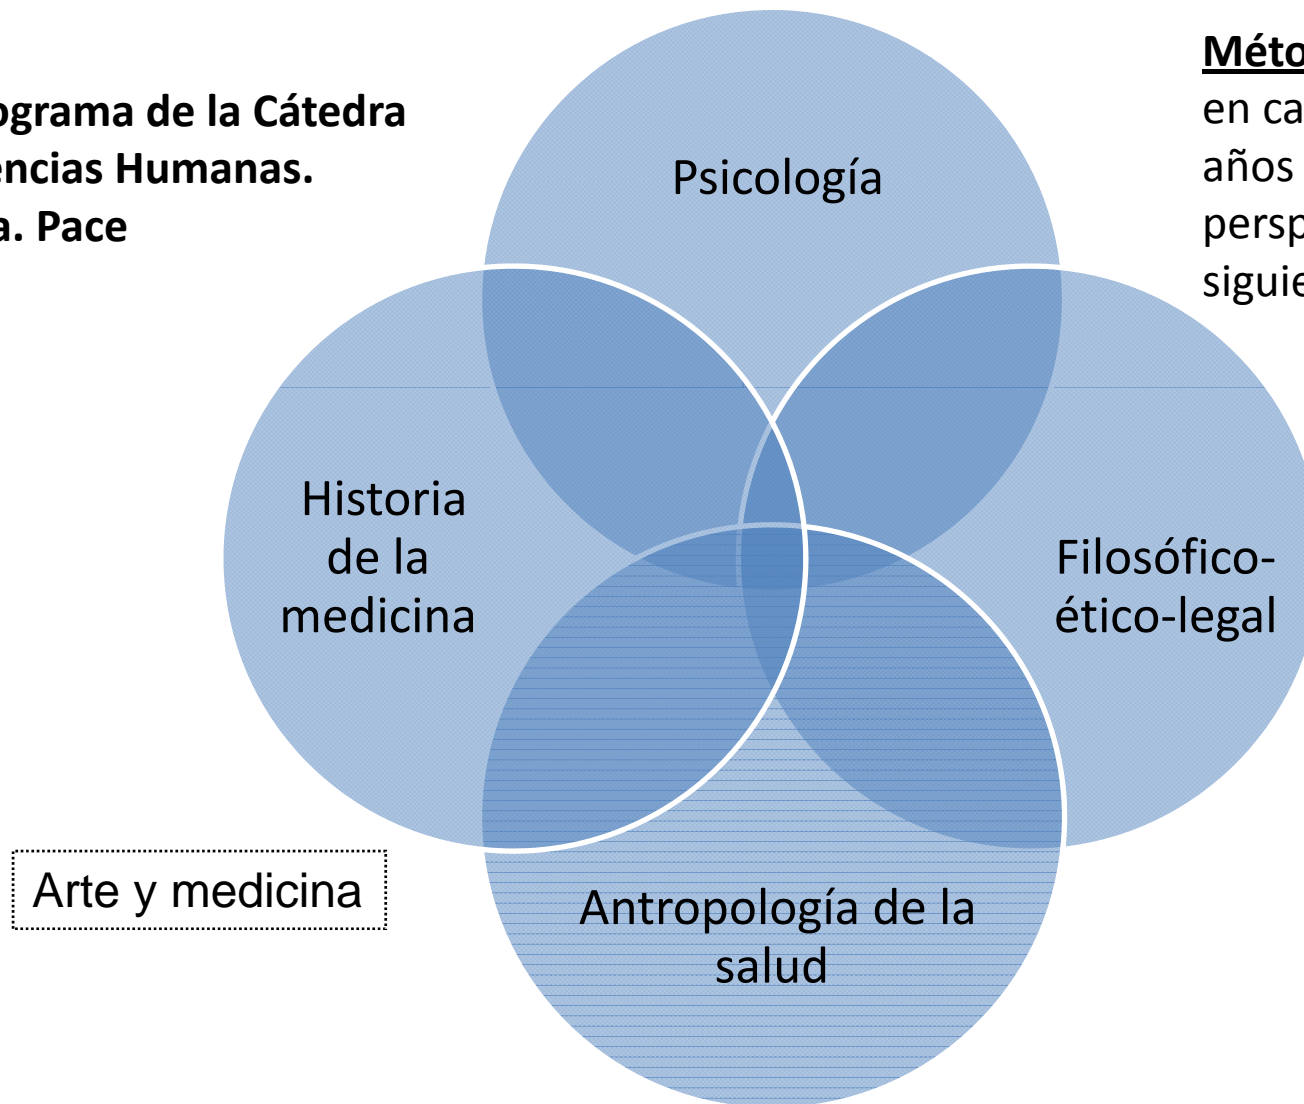 ograma de la Cátedra
encias Humanas.
a. Pace
Méto
en ca
años
persp
siguie
Psicología
Historia
de la
medicina
Filosófico-
ético-legal
Arte y medicina
Antropología de la
salud